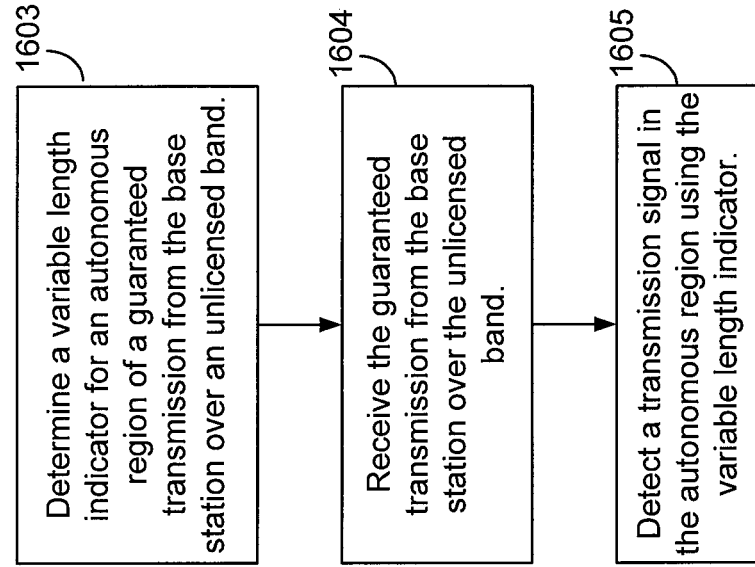 1603
Determine a variable length
indicator for an autonomous
region of a guaranteed
transmission from the base
station over an unlicensed band.
1604
Receive the guaranteed
transmission from the base
station over the unlicensed
band.
1605
Detect a transmission signal in
the autonomous region using the
variable length indicator.